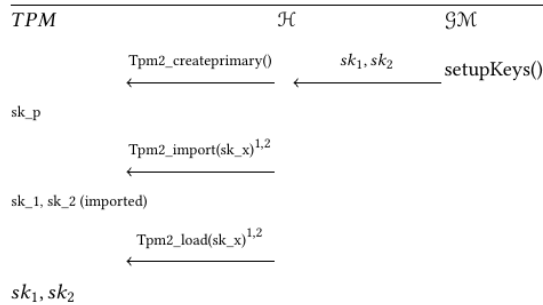 TPM ℋ 𝒢ℳ
Tpm2_createprimary() sk₁, sk₂ setupKeys()
sk_p
Tpm2_import(sk_x)¹,²
sk_1, sk_2 (imported)
Tpm2_load(sk_x)¹,²
sk₁, sk₂